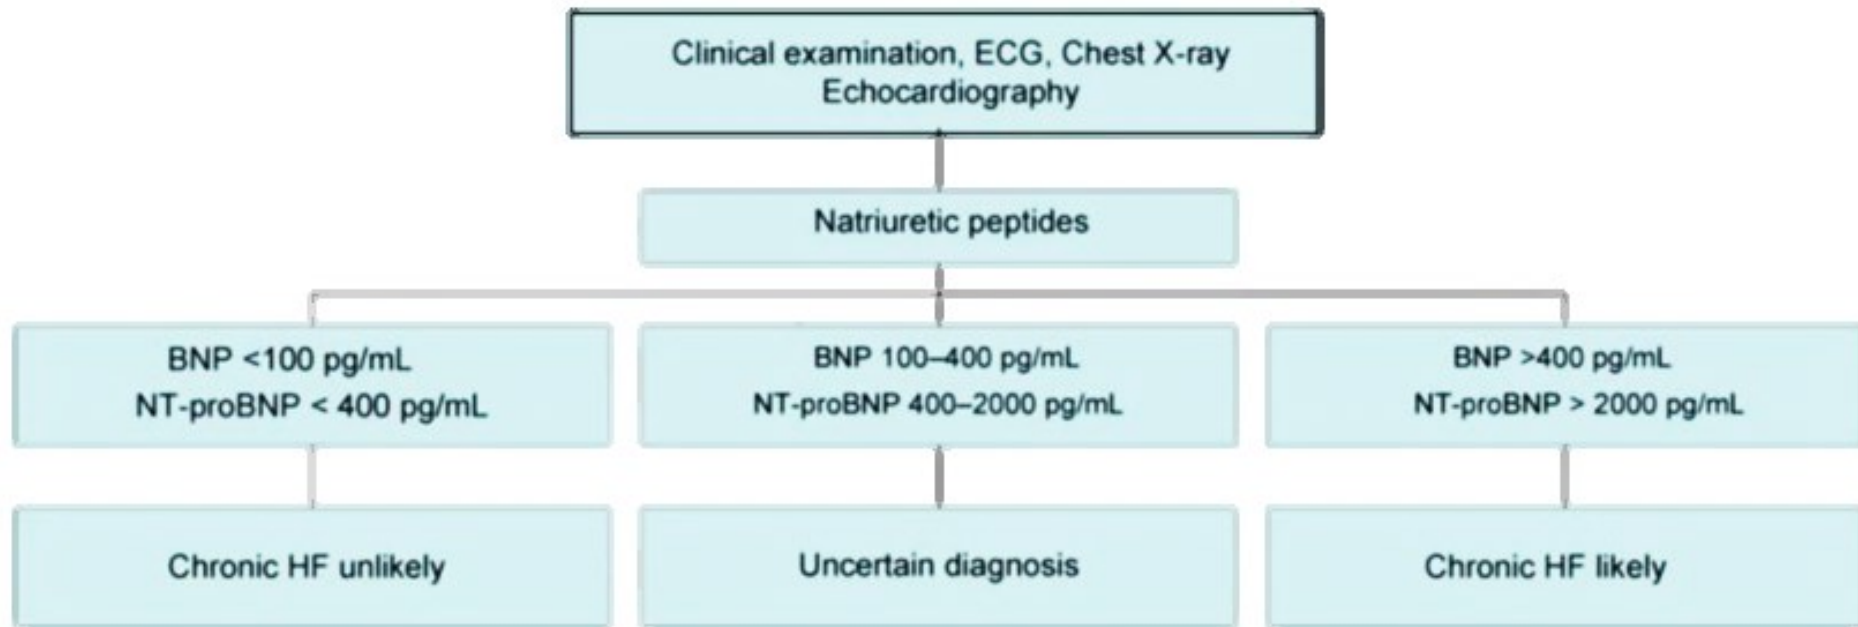 Clinical examination, ECG, Chest X-ray
Echocardiography
Natriuretic peptides
BNP <100 pg/mL
NT-proBNP < 400 pg/mL
BNP 100–400 pg/mL
NT-proBNP 400–2000 pg/mL
BNP >400 pg/mL
NT-proBNP > 2000 pg/mL
Chronic HF unlikely
Uncertain diagnosis
Chronic HF likely